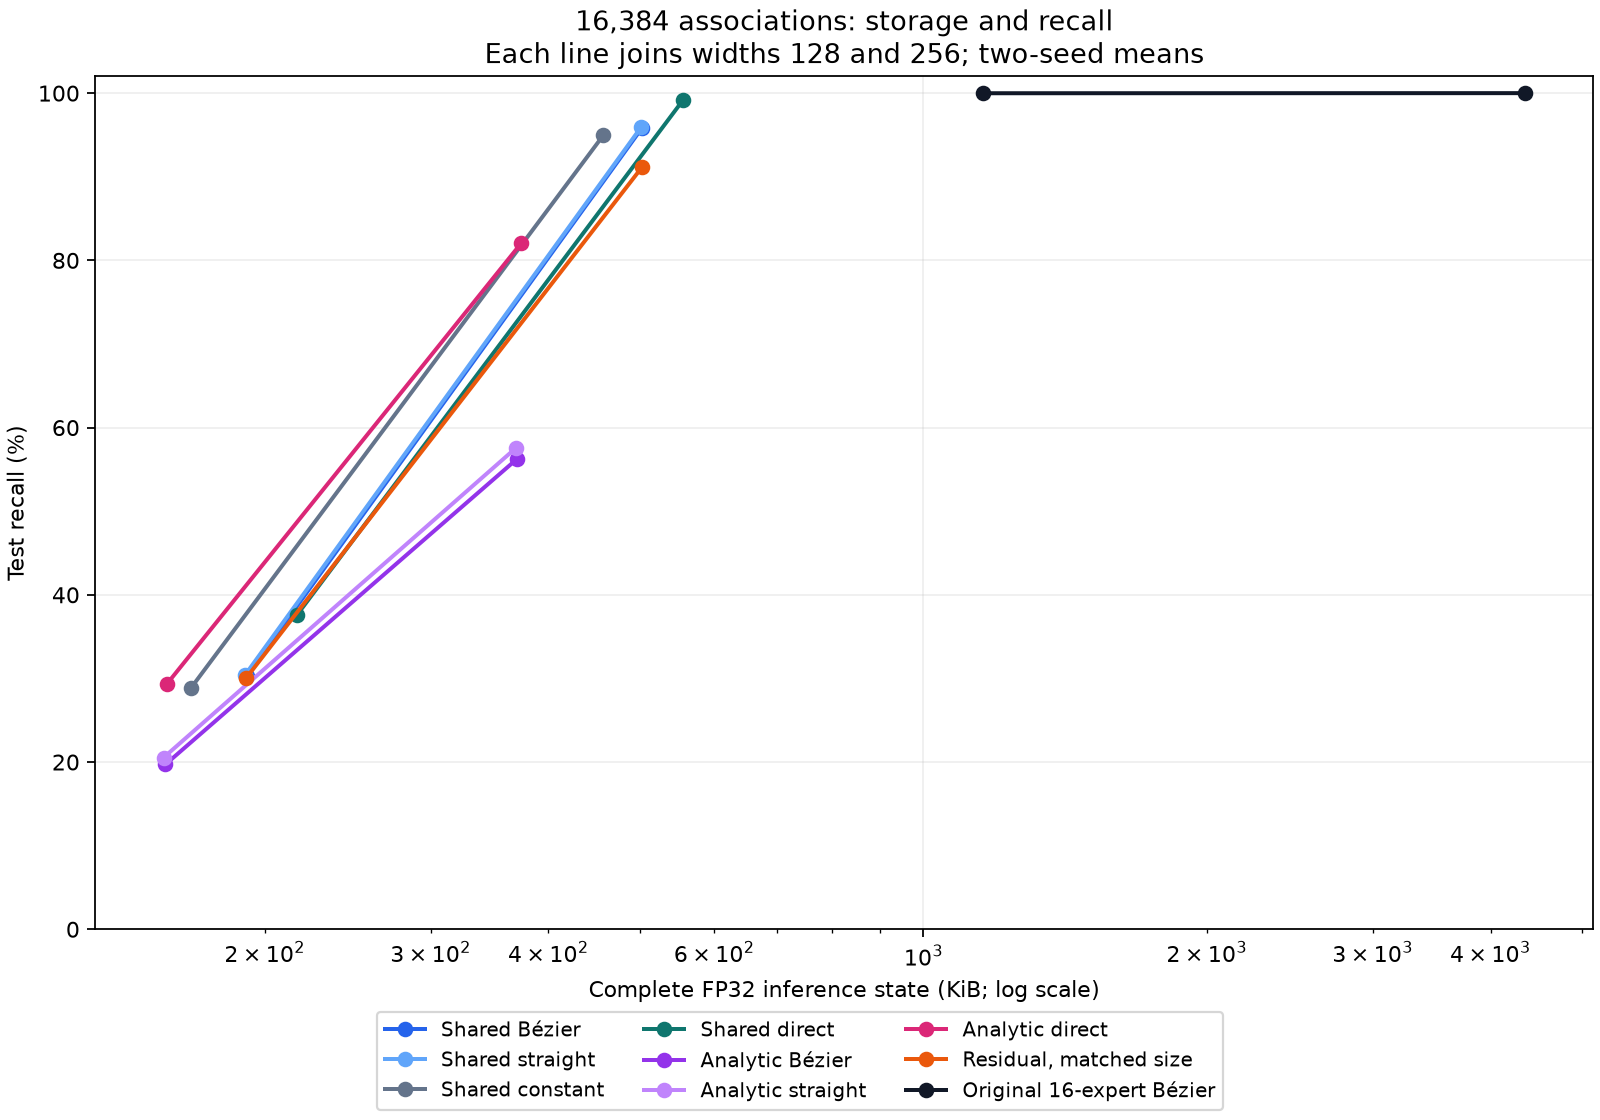 16,384 associations: storage and recall
Each line joins widths 128 and 256; two-seed means
Test recall (%)
100
80
60
40
20
0
2 × 10² 3 × 10² 4 × 10² 6 × 10² 10³ 2 × 10³ 3 × 10³ 4 × 10³
Complete FP32 inference state (KiB; log scale)
Shared Bézier Shared direct Analytic direct
Shared straight Analytic Bézier Residual, matched size
Shared constant Analytic straight Original 16-expert Bézier